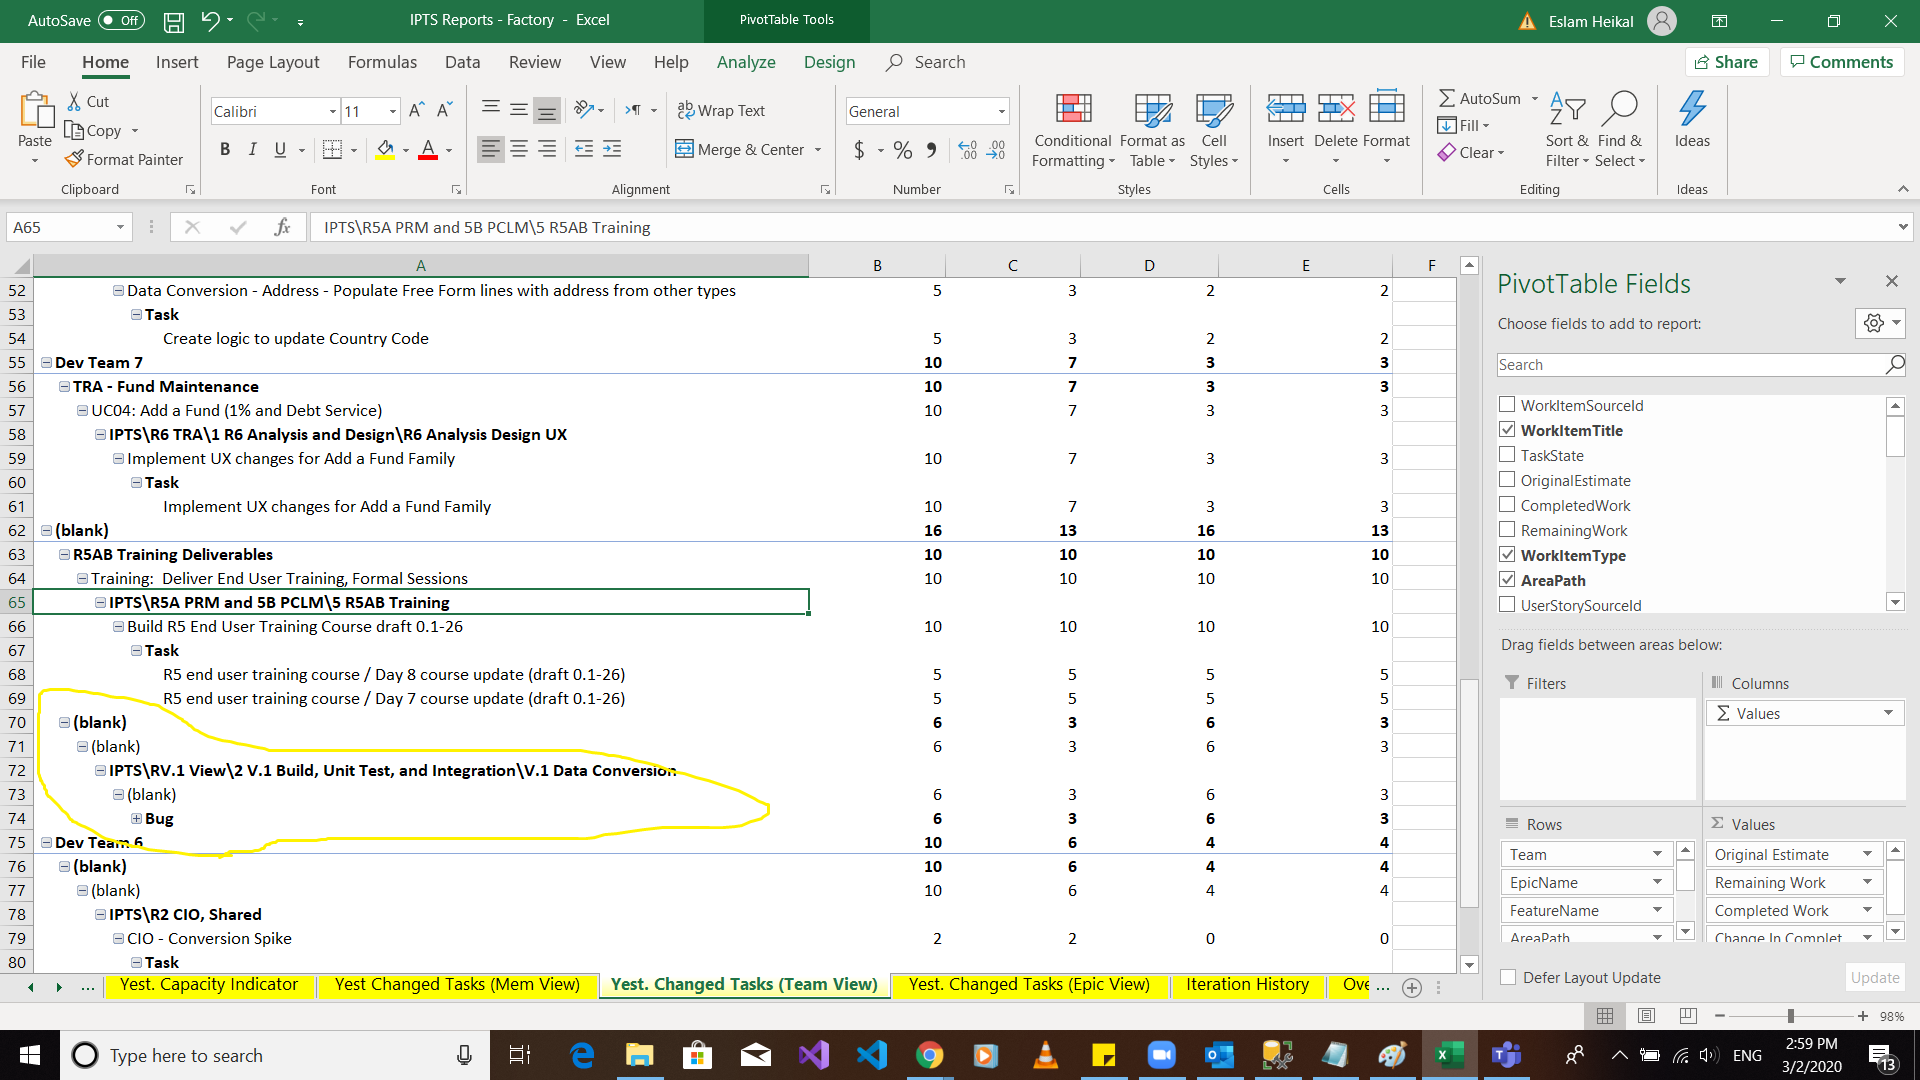 AutoSave Off IPTS Reports - Factory - Excel PivotTable Tools Eslam Heikal
File Home Insert Page Layout Formulas Data Review View Help Analyze Design Search Share Comments
Cut Calibri 11 Wrap Text General AutoSum
Paste Copy Format Painter B I U A Merge & Center $ % Conditional Formatting Format as Table Cell Styles Insert Delete Format Fill Clear Sort & Filter Find & Select Ideas
Clipboard Font Alignment Number Styles Cells Editing Ideas
A65 fx IPTS\R5A PRM and 5B PCLM\5 R5AB Training
A B C D E F
52 Data Conversion - Address - Populate Free Form lines with address from other types 5 3 2 2
53 Task
54 Create logic to update Country Code 5 3 2 2
55 Dev Team 7 10 7 3 3
56 TRA - Fund Maintenance 10 7 3 3
57 UC04: Add a Fund (1% and Debt Service) 10 7 3 3
58 IPTS\R6 TRA\1 R6 Analysis and Design\R6 Analysis Design UX
59 Implement UX changes for Add a Fund Family 10 7 3 3
60 Task
61 Implement UX changes for Add a Fund Family 10 7 3 3
62 (blank) 16 13 16 13
63 R5AB Training Deliverables 10 10 10 10
64 Training: Deliver End User Training, Formal Sessions 10 10 10 10
65 IPTS\R5A PRM and 5B PCLM\5 R5AB Training
66 Build R5 End User Training Course draft 0.1-26 10 10 10 10
67 Task
68 R5 end user training course / Day 8 course update (draft 0.1-26) 5 5 5 5
69 R5 end user training course / Day 7 course update (draft 0.1-26) 5 5 5 5
70 (blank) 6 3 6 3
71 (blank) 6 3 6 3
72 IPTS\RV.1 View\2 V.1 Build, Unit Test, and Integration\V.1 Data Conversion
73 (blank) 6 3 6 3
74 Bug 6 3 6 3
75 Dev Team 6 10 6 4 4
76 (blank) 10 6 4 4
77 (blank) 10 6 4 4
78 IPTS\R2 CIO, Shared
79 CIO - Conversion Spike 2 2 0 0
80 Task
PivotTable Fields
Choose fields to add to report:
Search
WorkItemSourceId
WorkItemTitle
TaskState
OriginalEstimate
CompletedWork
RemainingWork
WorkItemType
AreaPath
UserStorySourceId
Drag fields between areas below:
Filters Columns
Σ Values
Rows Σ Values
Team Original Estimate
EpicName Remaining Work
FeatureName Completed Work
AreaPath Change In Complet
Defer Layout Update Update
... Yest. Capacity Indicator Yest Changed Tasks (Mem View) Yest. Changed Tasks (Team View) Yest. Changed Tasks (Epic View) Iteration History Ove ...
98%
Type here to search ENG 2:59 PM
3/2/2020 13